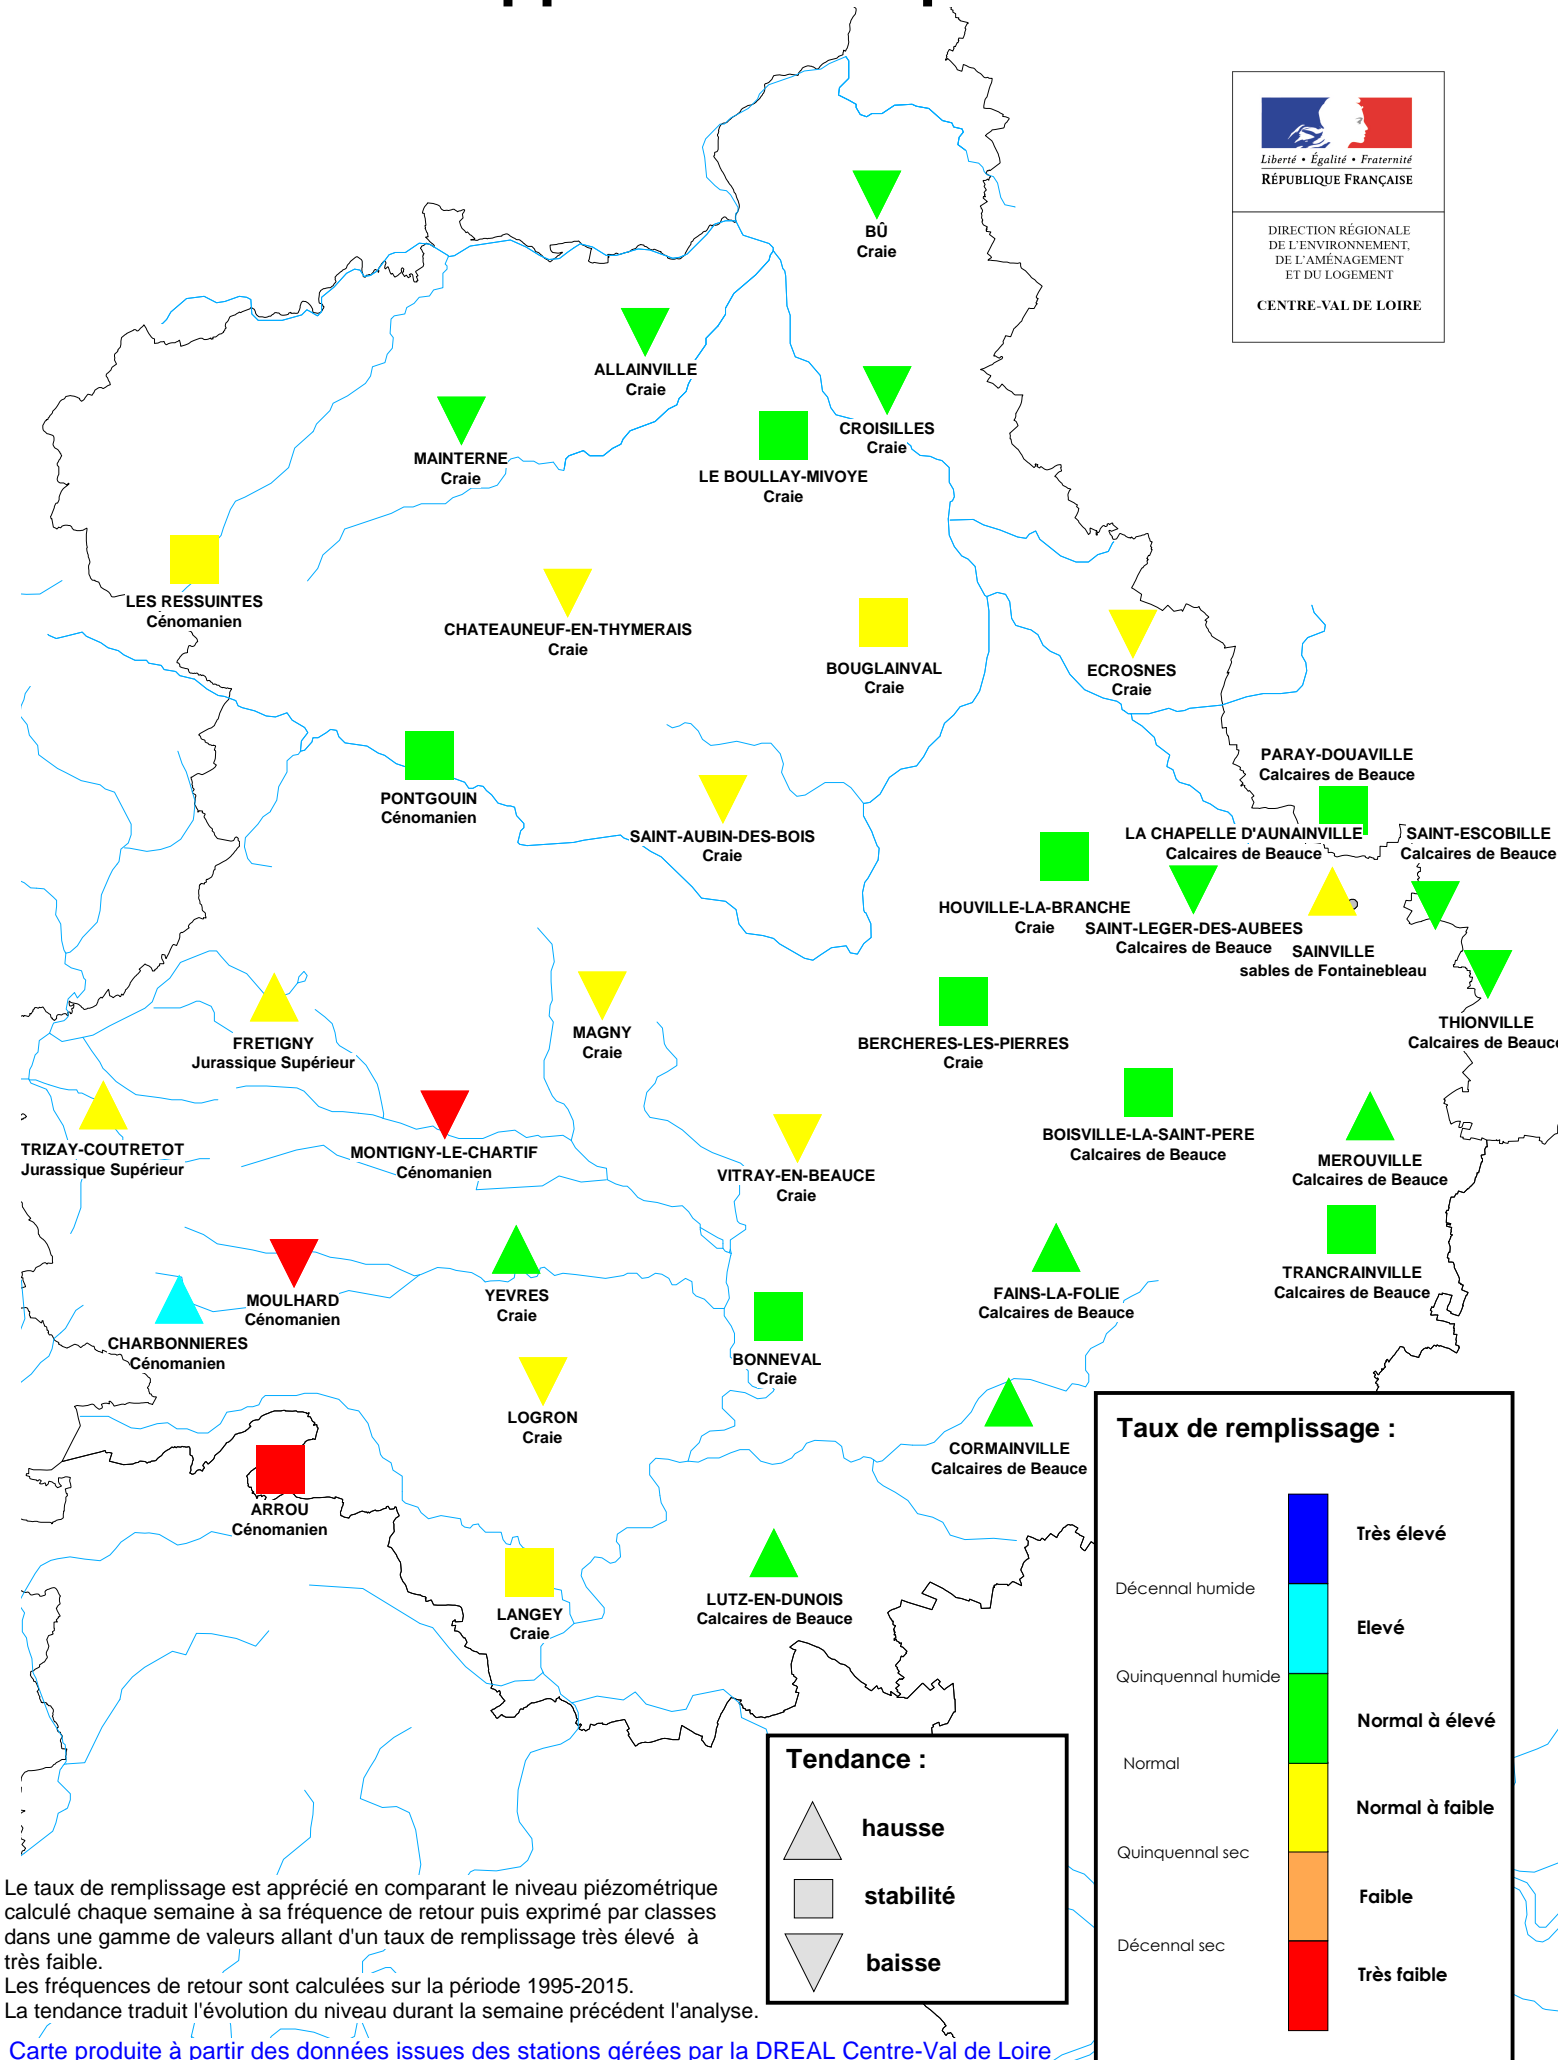 Liberté • Égalité • Fraternité
RÉPUBLIQUE FRANÇAISE
DIRECTION RÉGIONALE
DE L'ENVIRONNEMENT,
DE L'AMÉNAGEMENT
ET DU LOGEMENT
CENTRE-VAL DE LOIRE
BÛ
Craie
ALLAINVILLE
Craie
CROISILLES
Craie
MAINTERNE
Craie
LE BOULLAY-MIVOYE
Craie
LES RESSUINTES
Cénomanien
CHATEAUNEUF-EN-THYMERAIS
Craie
BOUGLAINVAL
Craie
ECROSNES
Craie
PARAY-DOUAVILLE
Calcaires de Beauce
PONTGOUIN
Cénomanien
SAINT-AUBIN-DES-BOIS
Craie
LA CHAPELLE D'AUNAINVILLE
Calcaires de Beauce
SAINT-ESCOBILLE
Calcaires de Beauce
HOUVILLE-LA-BRANCHE
Craie
SAINT-LEGER-DES-AUBEES
Calcaires de Beauce
SAINVILLE
sables de Fontainebleau
THIONVILLE
Calcaires de Beauce
FRETIGNY
Jurassique Supérieur
MAGNY
Craie
BERCHERES-LES-PIERRES
Craie
TRIZAY-COUTRETOT
Jurassique Supérieur
MONTIGNY-LE-CHARTIF
Cénomanien
VITRAY-EN-BEAUCE
Craie
BOISVILLE-LA-SAINT-PERE
Calcaires de Beauce
MEROUVILLE
Calcaires de Beauce
TRANCRAINVILLE
Calcaires de Beauce
MOULHARD
Cénomanien
YEVRES
Craie
FAINS-LA-FOLIE
Calcaires de Beauce
CHARBONNIERES
Cénomanien
BONNEVAL
Craie
LOGRON
Craie
CORMAINVILLE
Calcaires de Beauce
ARROU
Cénomanien
LANGEY
Craie
LUTZ-EN-DUNOIS
Calcaires de Beauce
Taux de remplissage :
Très élevé
Décennal humide
Elevé
Quinquennal humide
Normal à élevé
Normal
Normal à faible
Quinquennal sec
Faible
Décennal sec
Très faible
Tendance :
hausse
stabilité
baisse
Le taux de remplissage est apprécié en comparant le niveau piézométrique
calculé chaque semaine à sa fréquence de retour puis exprimé par classes
dans une gamme de valeurs allant d'un taux de remplissage très élevé à
très faible.
Les fréquences de retour sont calculées sur la période 1995-2015.
La tendance traduit l'évolution du niveau durant la semaine précédent l'analyse.
Carte produite à partir des données issues des stations gérées par la DREAL Centre-Val de Loire